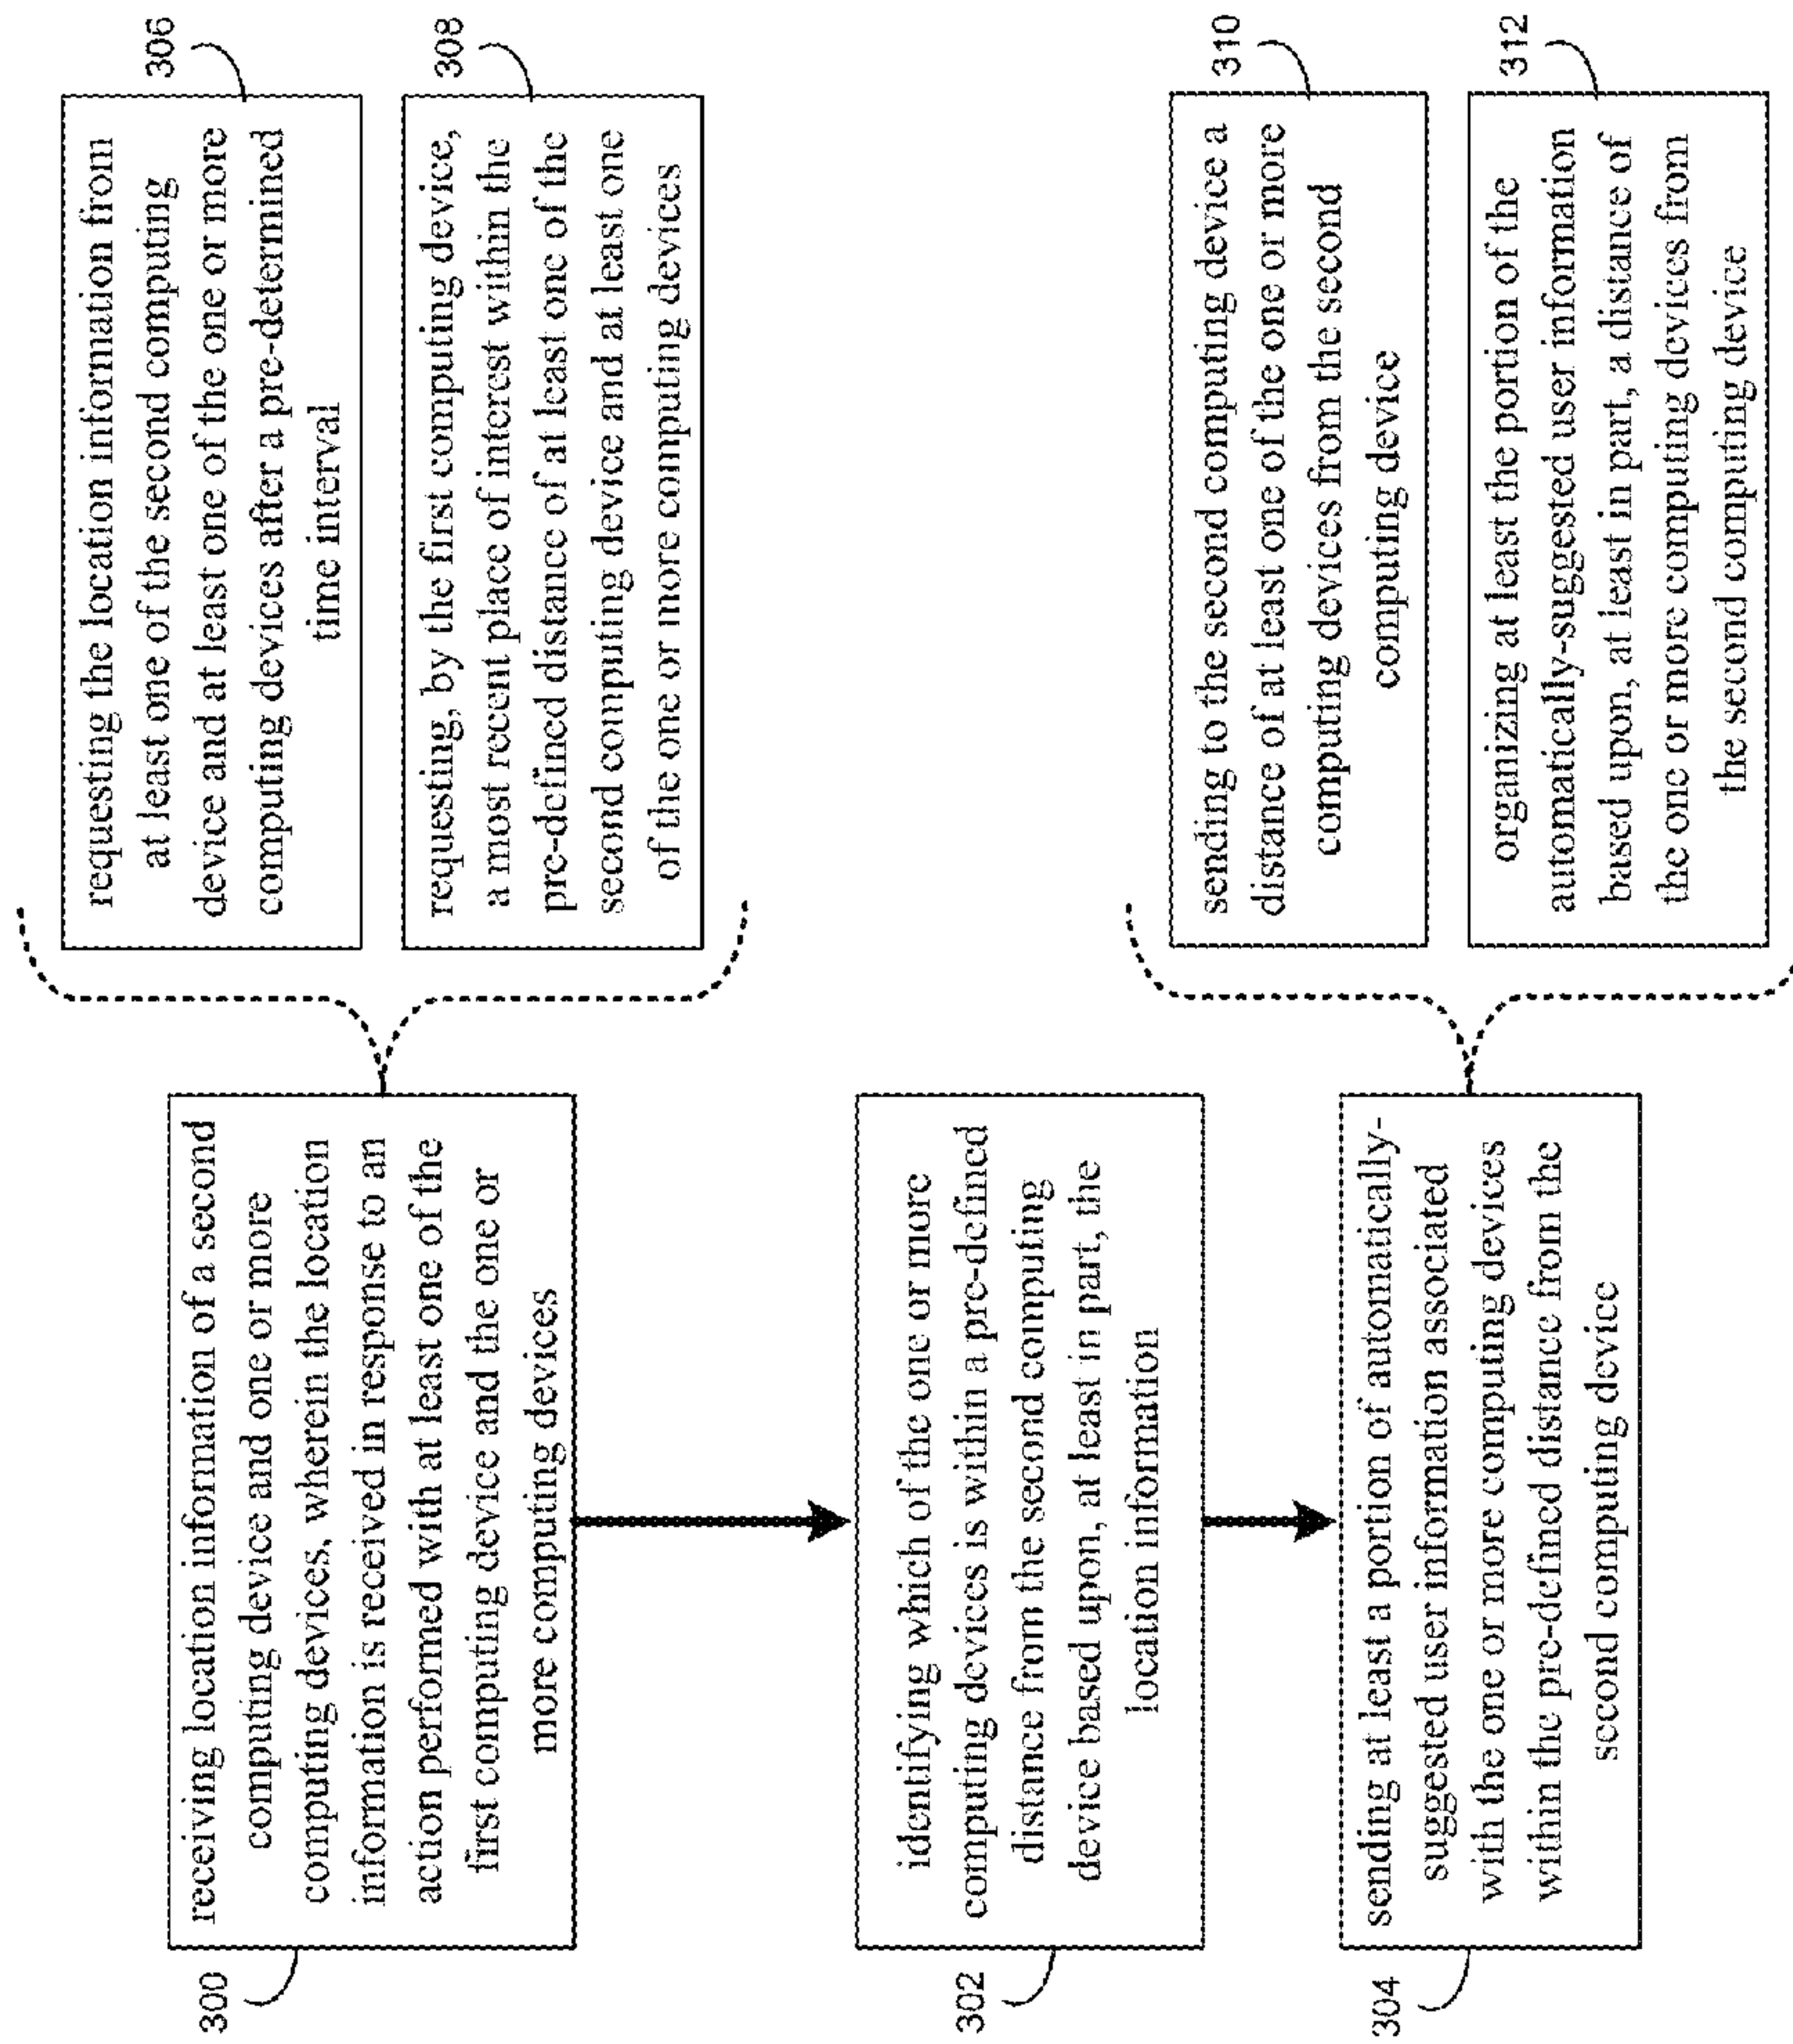 300
receiving location information of a second
computing device and one or more
computing devices, wherein the location
information is received in response to an
action performed with at least one of the
first computing device and the one or
more computing devices
requesting the location information from
at least one of the second computing
device and at least one of the one or more
computing devices after a pre-determined
time interval
306
requesting, by the first computing device,
a most recent place of interest within the
pre-defined distance of at least one of the
second computing device and at least one
of the one or more computing devices
308
302
identifying which of the one or more
computing devices is within a pre-defined
distance from the second computing
device based upon, at least in part, the
location information
304
sending at least a portion of automatically-
suggested user information associated
with the one or more computing devices
within the pre-defined distance from the
second computing device
sending to the second computing device a
distance of at least one of the one or more
computing devices from the second
computing device
310
organizing at least the portion of the
automatically-suggested user information
based upon, at least in part, a distance of
the one or more computing devices from
the second computing device
312